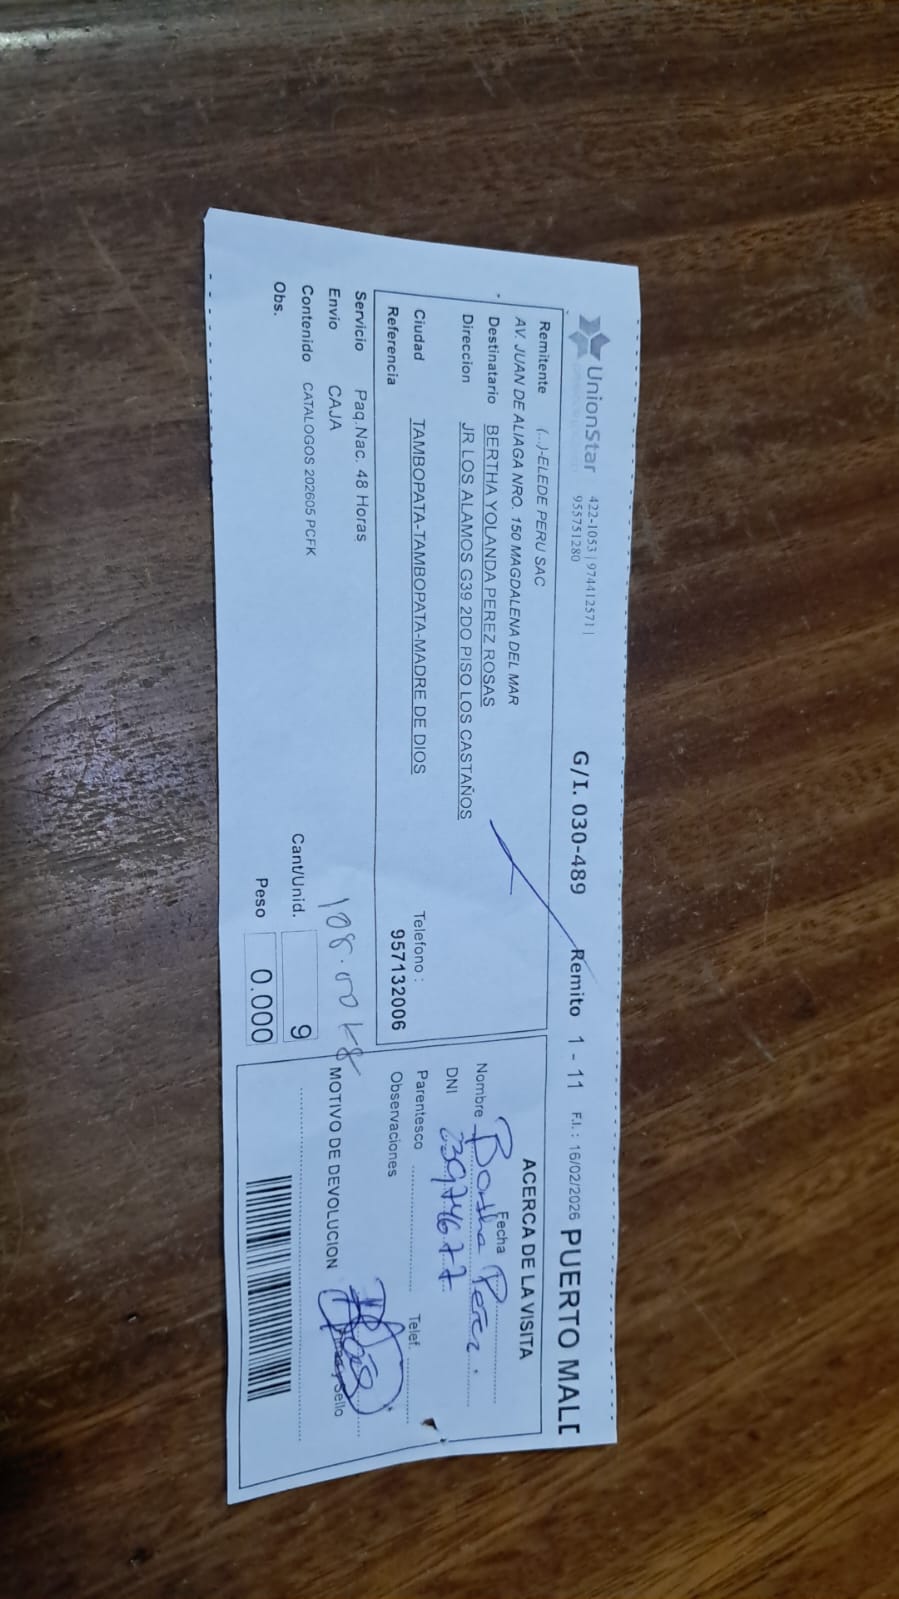 UnionStar 422-1053 | 974412571 |
955751280
G/I. 030-489 Remito 1 - 11 F.I. : 16/02/2026 PUERTO MALD
Remitente (...)-ELEDE PERU SAC
AV. JUAN DE ALIAGA NRO. 150 MAGDALENA DEL MAR
Destinatario BERTHA YOLANDA PEREZ ROSAS
Direccion JR LOS ALAMOS G39 2DO PISO LOS CASTAÑOS
Ciudad TAMBOPATA-TAMBOPATA-MADRE DE DIOS
Telefono :
Referencia
957132006
Servicio Paq.Nac. 48 Horas
Envio CAJA
108.00 kg
Contenido CATALOGOS 202605 PCFK
Cant/Unid. 9
Obs.
Peso 0.000
ACERCA DE LA VISITA
Fecha
Nombre Bertha Perez.
DNI
Parentesco Telef.
Observaciones
MOTIVO DE DEVOLUCION
Sello